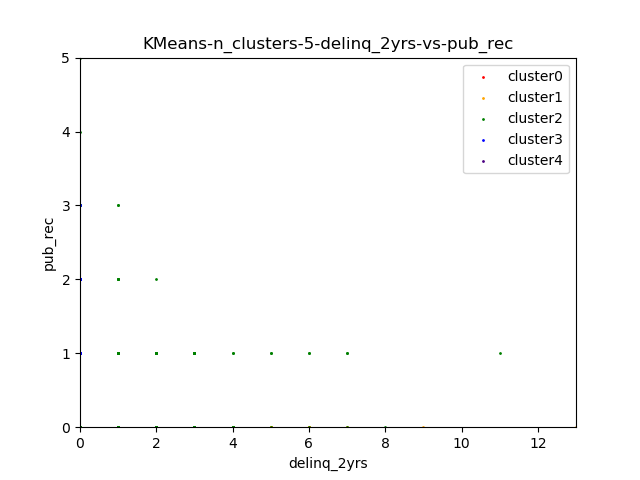 KMeans-n_clusters-5-delinq_2yrs-vs-pub_rec
cluster0
cluster1
cluster2
cluster3
cluster4
5
4
3
2
1
0
pub_rec
0 2 4 6 8 10 12
delinq_2yrs